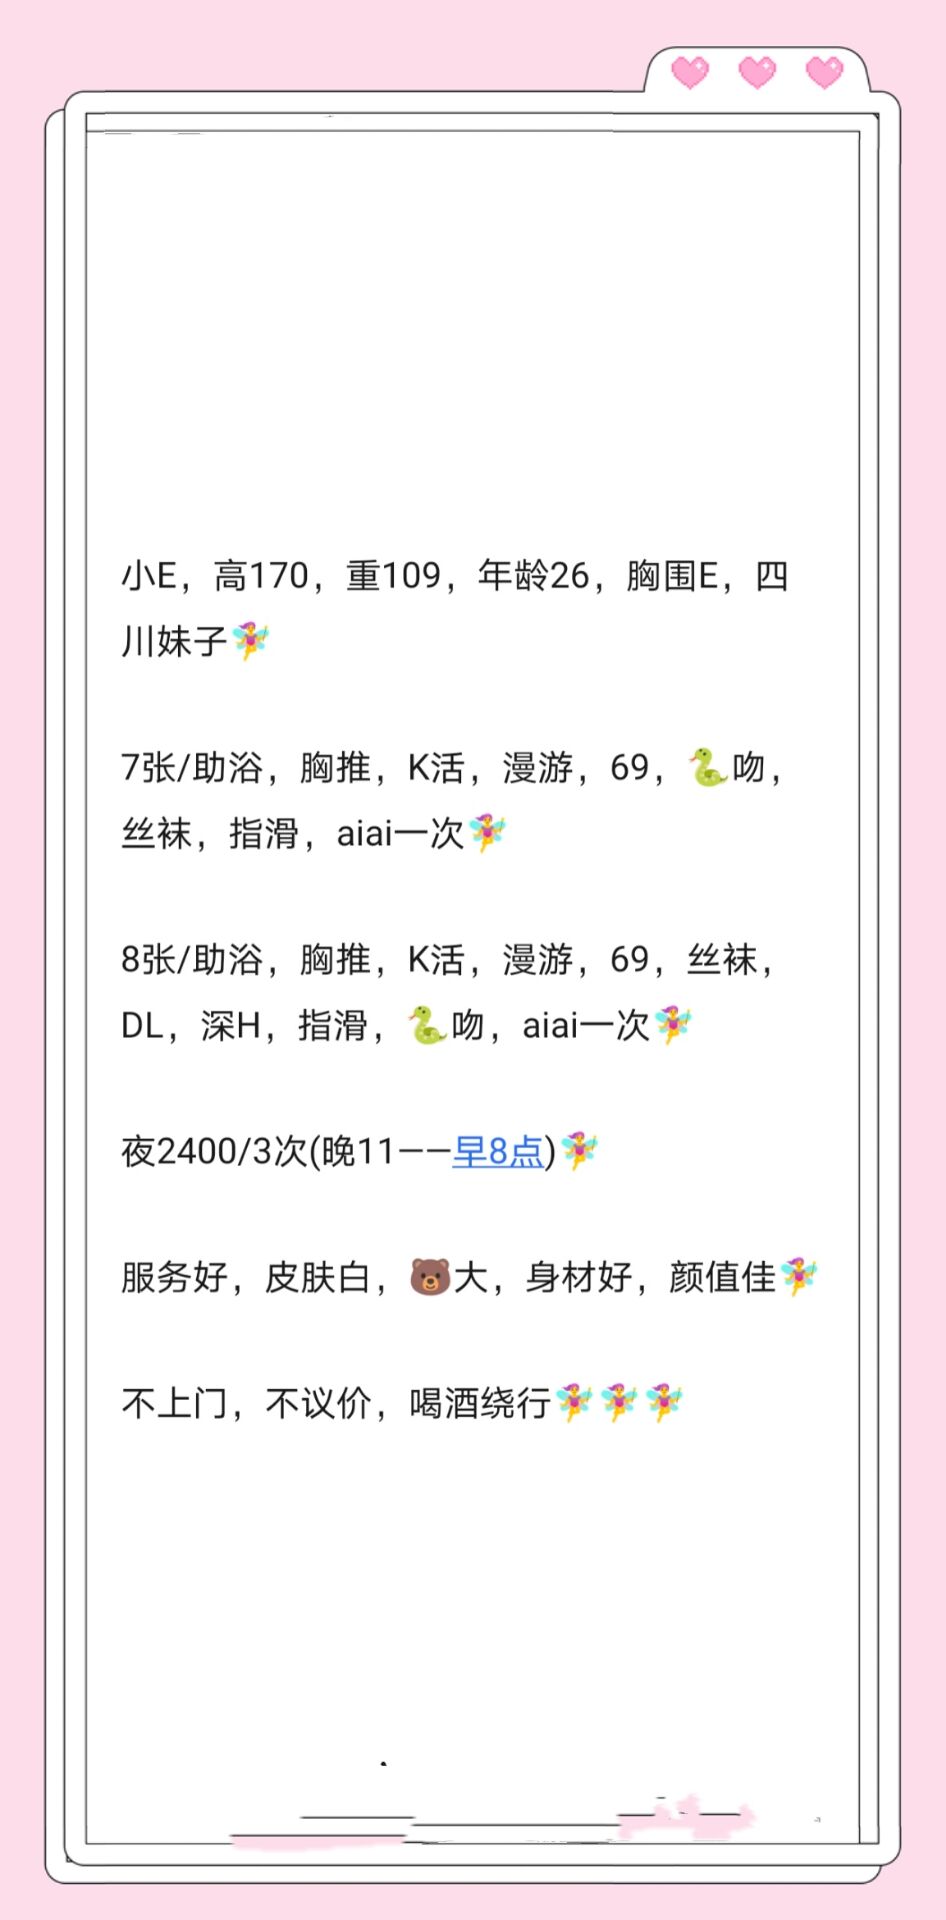 小E，高170，重109，年龄26，胸围E，四
川妹子🧚
7张/助浴，胸推，K活，漫游，69，🐍吻，
丝袜，指滑，aiai一次🧚
8张/助浴，胸推，K活，漫游，69，丝袜，
DL，深H，指滑，🐍吻，aiai一次🧚
夜2400/3次(晚11——早8点)🧚
服务好，皮肤白，🐻大，身材好，颜值佳🧚
不上门，不议价，喝酒绕行🧚🧚🧚